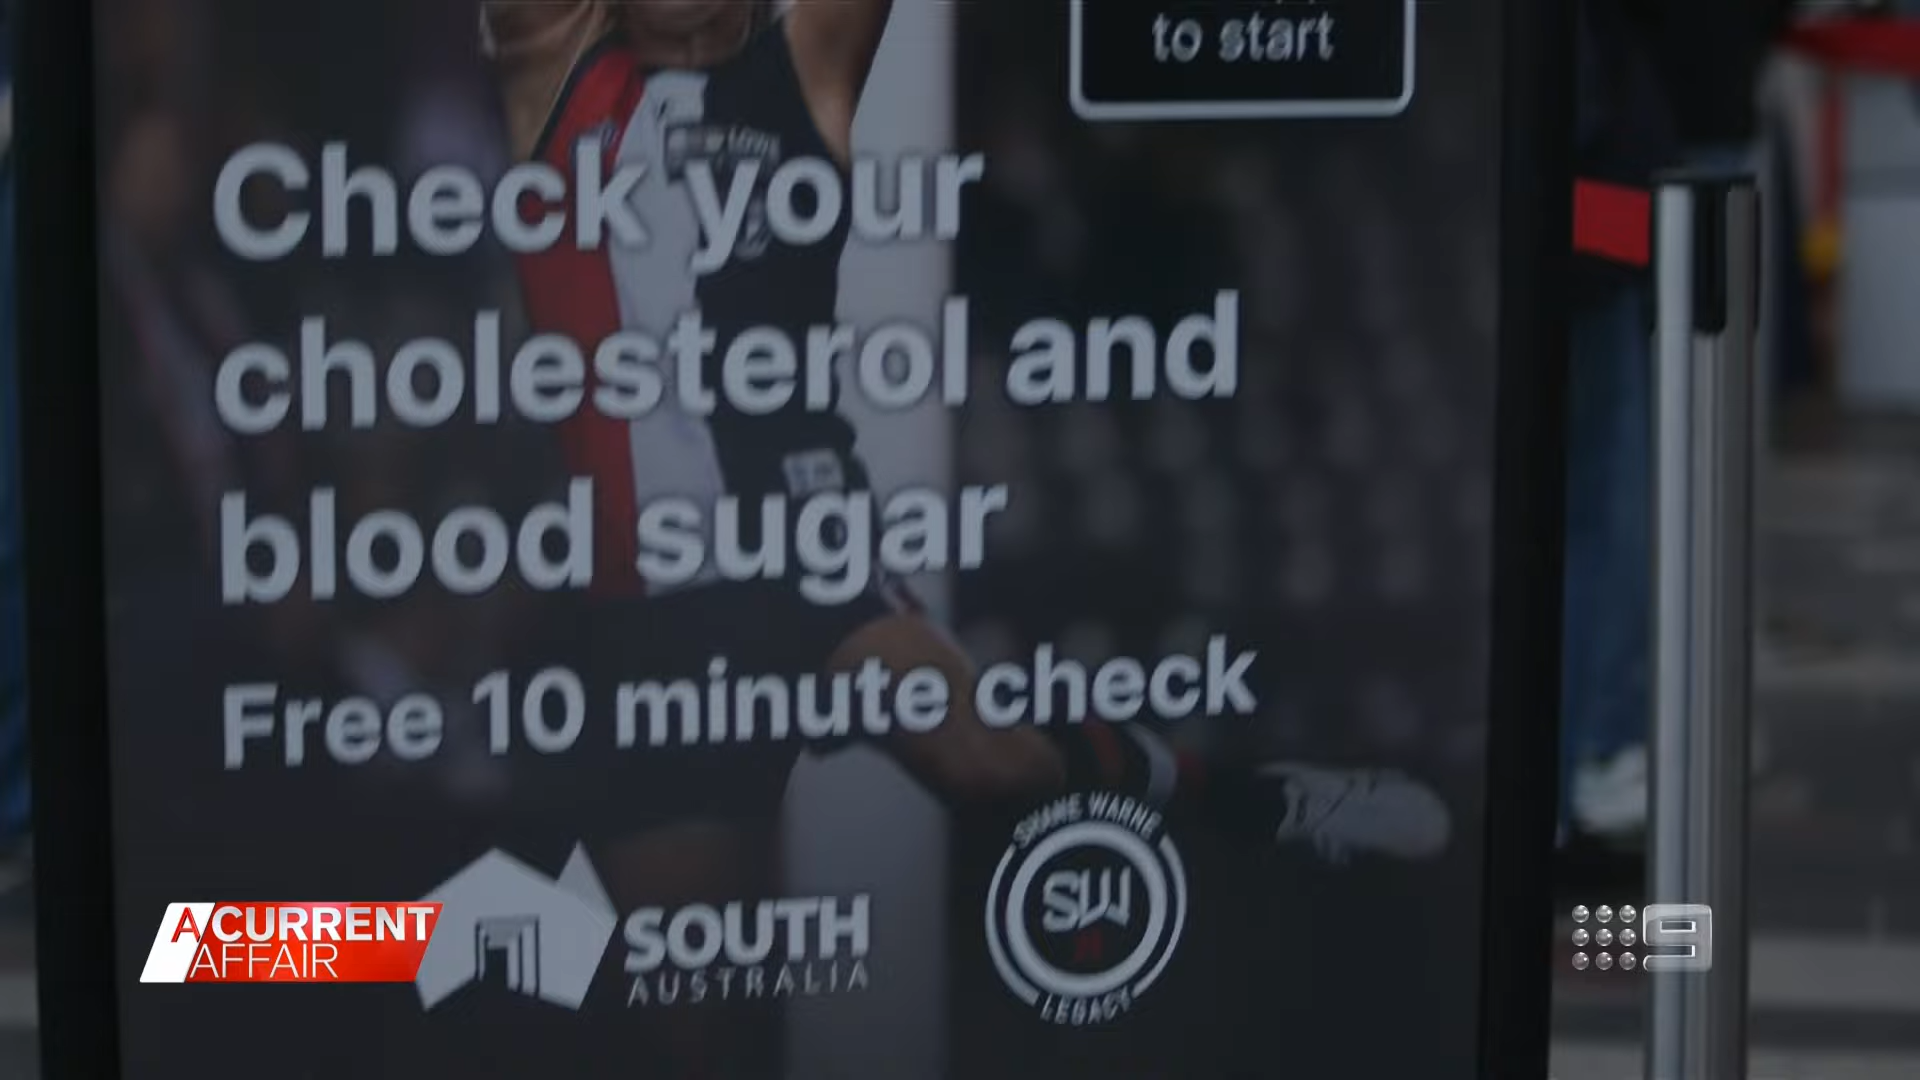 to start
Check your
cholesterol and
blood sugar
Free 10 minute check
SHANE WARNE
SW
LEGACY
SOUTH
AUSTRALIA
A CURRENT
AFFAIR
9